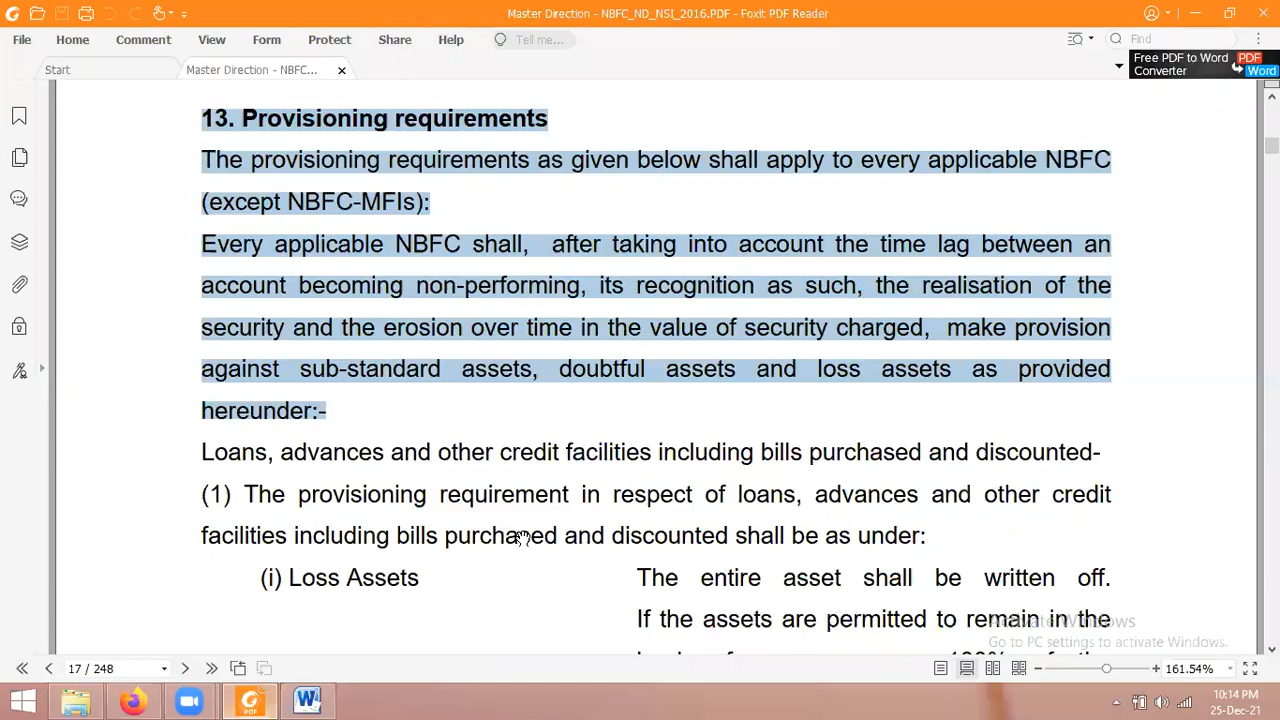 Master Direction - NBFC_ND_NSI_2016.PDF - Foxit PDF Reader
File Home Comment View Form Protect Share Help Tell me... Find
Start Master Direction - NBFC...
Free PDF to Word PDF
Converter Word
13. Provisioning requirements
The provisioning requirements as given below shall apply to every applicable NBFC
(except NBFC-MFIs):
Every applicable NBFC shall, after taking into account the time lag between an
account becoming non-performing, its recognition as such, the realisation of the
security and the erosion over time in the value of security charged, make provision
against sub-standard assets, doubtful assets and loss assets as provided
hereunder:-
Loans, advances and other credit facilities including bills purchased and discounted-
(1) The provisioning requirement in respect of loans, advances and other credit
facilities including bills purchased and discounted shall be as under:
(i) Loss Assets The entire asset shall be written off.
If the assets are permitted to remain in the
Activate Windows
Go to PC settings to activate Windows.
17 / 248 161.54%
PDF
10:14 PM
25-Dec-21